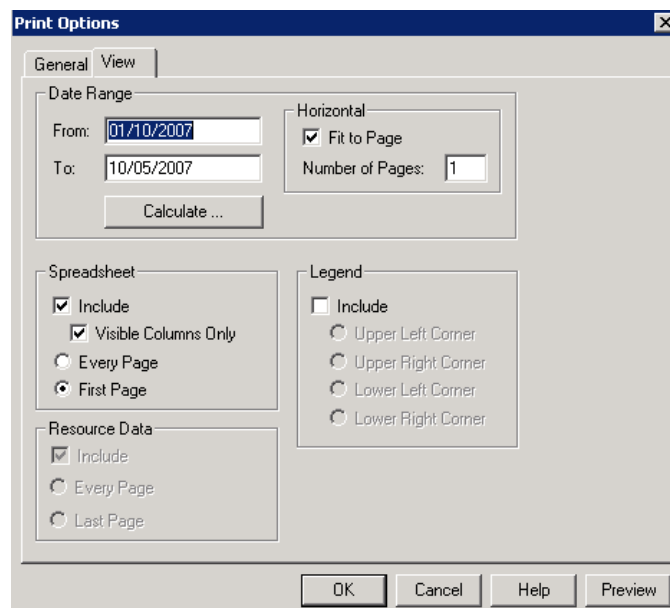 Print Options
General View
Date Range
From: 01/10/2007
To: 10/05/2007
Calculate ...
Horizontal
Fit to Page
Number of Pages: 1
Spreadsheet
Include
Visible Columns Only
Every Page
First Page
Legend
Include
Upper Left Corner
Upper Right Corner
Lower Left Corner
Lower Right Corner
Resource Data
Include
Every Page
Last Page
OK Cancel Help Preview